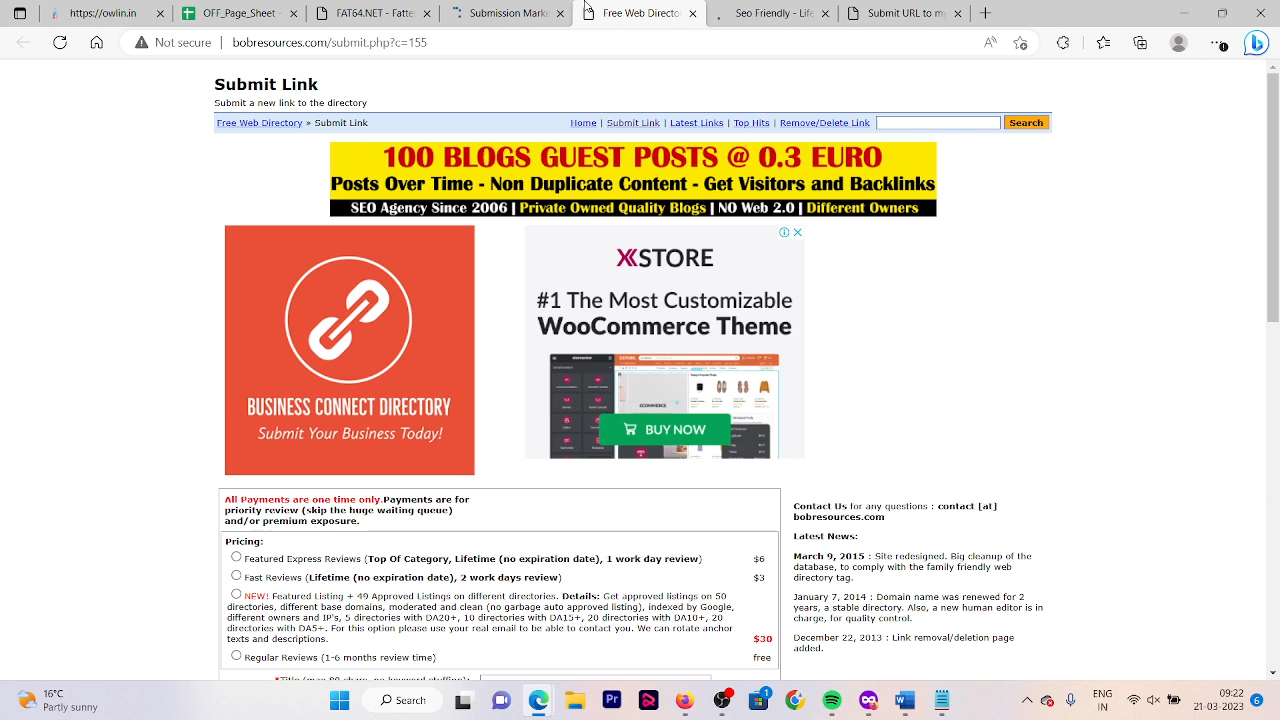 https://untownic
Submission/Outreac
Seo friendly - URL
Submit URL to my
Not secure
bobresources.com/submit.php?c=155
Submit Link
Submit a new link to the directory
Free Web Directory » Submit Link
Home | Submit Link | Latest Links | Top Hits | Remove/Delete Link
Search
100 BLOGS GUEST POSTS @ 0.3 EURO
Posts Over Time - Non Duplicate Content - Get Visitors and Backlinks
SEO Agency Since 2006 | Private Owned Quality Blogs | NO Web 2.0 | Different Owners
BUSINESS CONNECT DIRECTORY
Submit Your Business Today!
XSTORE
#1 The Most Customizable
WooCommerce Theme
BUY NOW
All Payments are one time only.Payments are for
priority review (skip the huge waiting queue)
and/or premium exposure.
Pricing:
Featured Express Reviews (Top Of Category, Lifetime (no expiration date), 1 work day review) $6
Fast Reviews (Lifetime (no expiration date), 2 work days review) $3
NEW! Featured Listing + 49 Approved Listings on different directories. Details: Get approved listings on 50
directories, different base domains, moderated and clean (no garbage auto approved listing), indexed by Google,
different owners and IP's, 5 directories with DA20+, 10 directories with DA15+, 20 directories with DA10+, 20
directories with DA5+. For this option please use your real email to be able to contact you. We can rotate anchor
texts and descriptions. $30
Regular Reviews (1-6 months review time) free
Contact Us for any questions : contact [at]
bobresources.com
Latest News:
March 9, 2015 : Site redesigned. Big cleanup of the
database, to comply with the family friendly web
directory tag.
January 7, 2014 : Domain name was renewed for 2
years, a stable directory. Also, a new human editor is in
charge, for quality control.
December 22, 2013 : Link removal/deletion page
added.
16°C
Partly sunny
Search
ENG
IN
09:25
21-03-2023
6